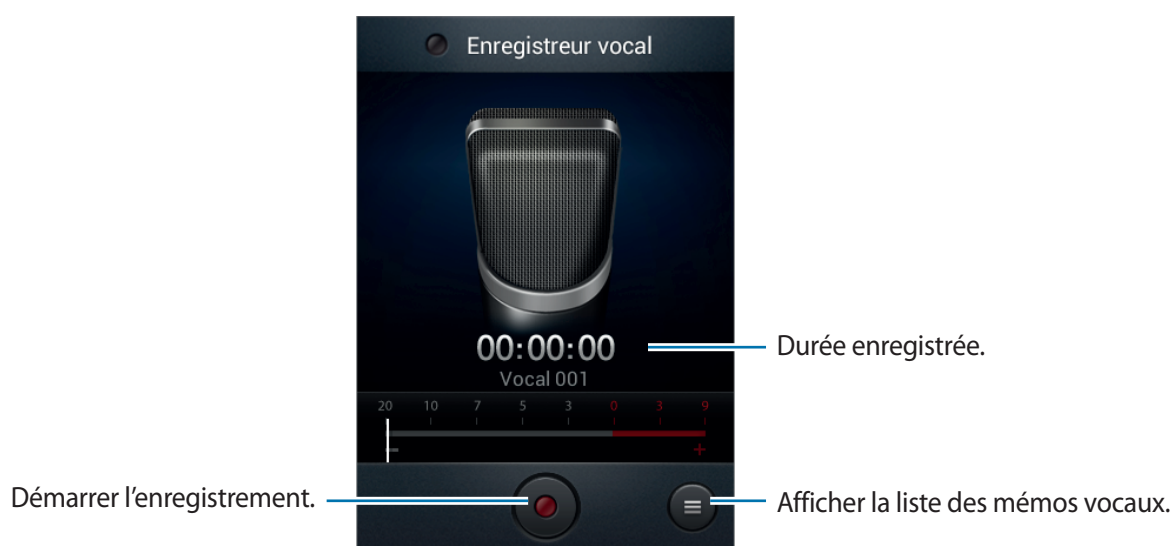 Enregistreur vocal
00:00:00
Durée enregistrée.
Vocal 001
20 10 7 5 3 0 3 9
− +
Démarrer l’enregistrement.
Afficher la liste des mémos vocaux.